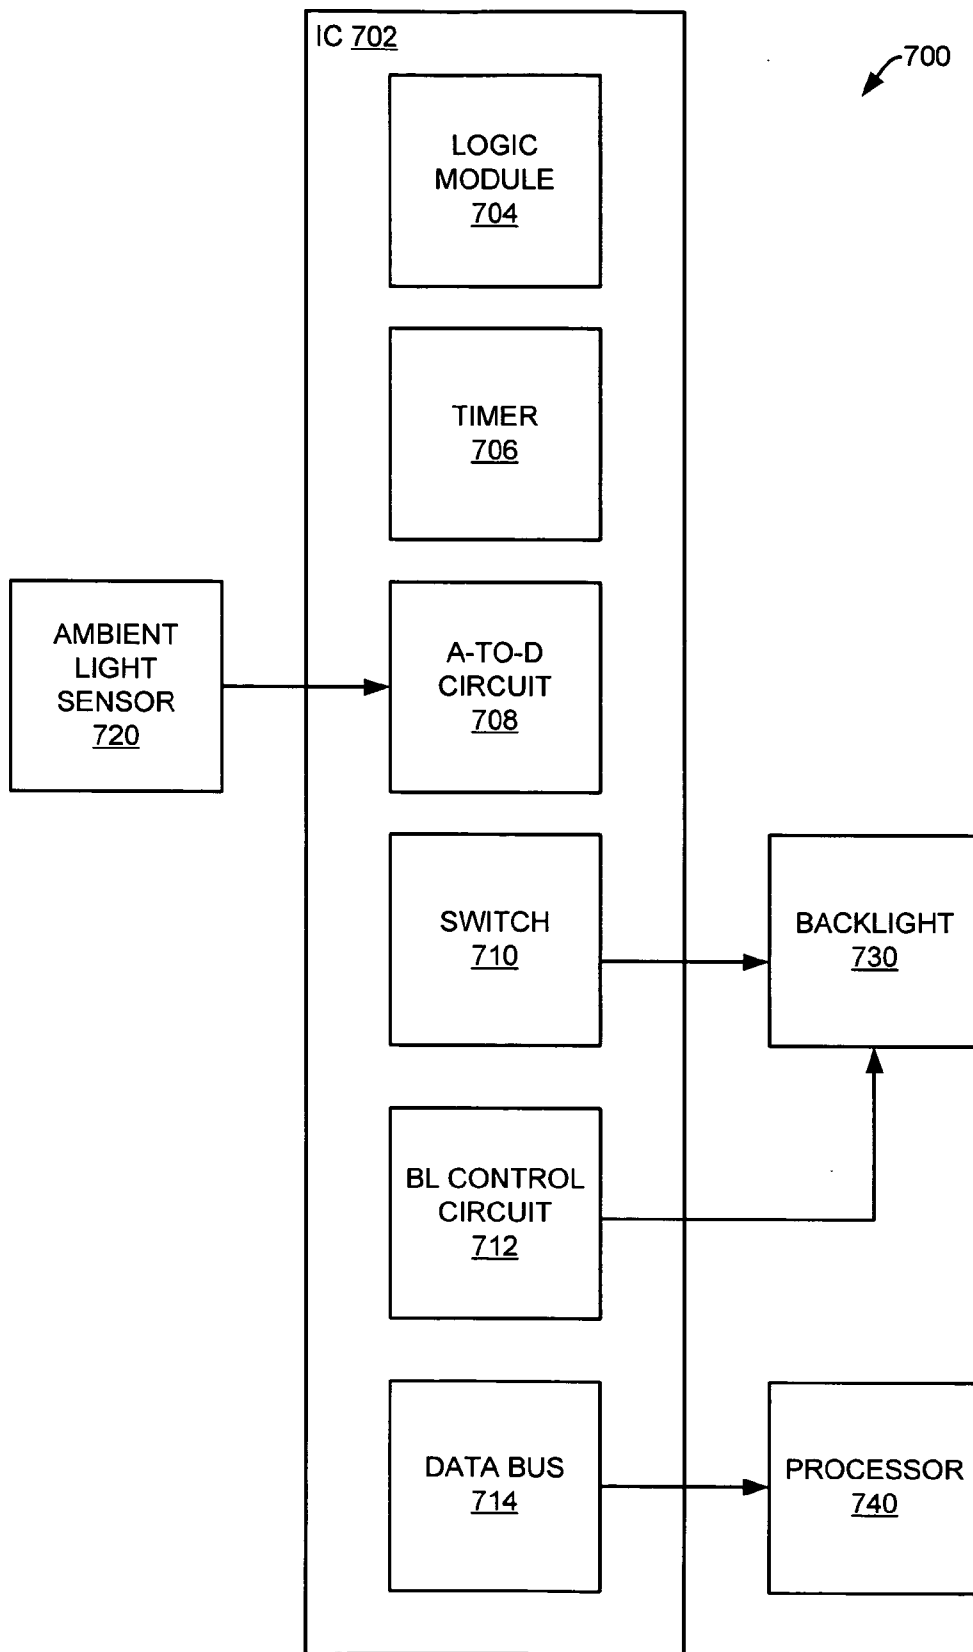 IC 702
700
LOGIC
MODULE
704
TIMER
706
AMBIENT
LIGHT
SENSOR
720
A-TO-D
CIRCUIT
708
SWITCH
710
BACKLIGHT
730
BL CONTROL
CIRCUIT
712
DATA BUS
714
PROCESSOR
740